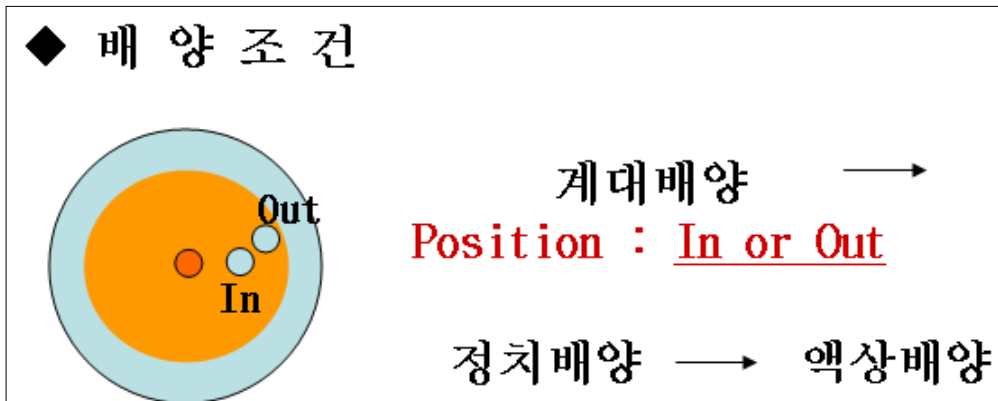 ◆ 배 양 조 건
Out
In
계대배양 →
Position : In or Out
정치배양 → 액상배양